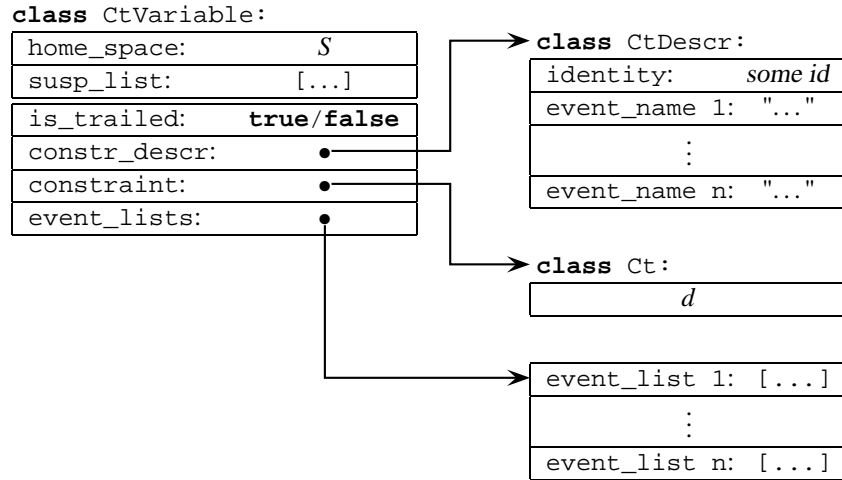 class CtVariable:
home_space: S
susp_list: [...]
is_trailed: true/false
constr_descr: •
constraint: •
event_lists: •
class CtDescr:
identity: some id
event_name 1: "..."
⋮
event_name n: "..."
class Ct:
d
event_list 1: [...]
⋮
event_list n: [...]